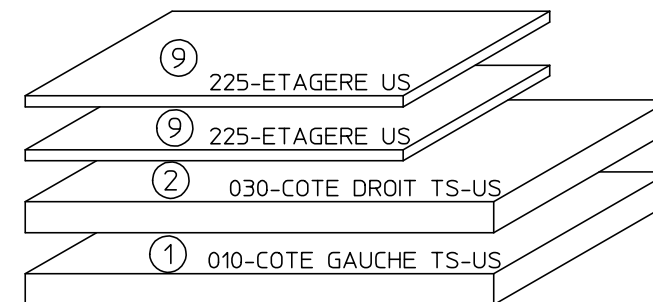 9 225-ETAGERE US
9 225-ETAGERE US
2 030-COTE DROIT TS-US
1 010-COTE GAUCHE TS-US